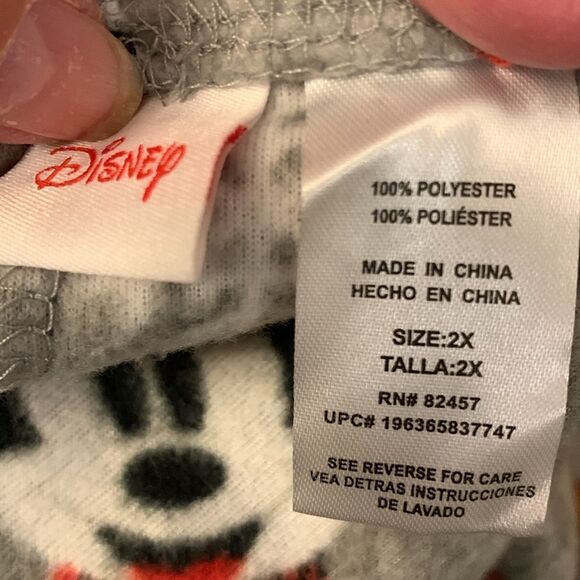 Disney
100% POLYESTER
100% POLIÉSTER
MADE IN CHINA
HECHO EN CHINA
SIZE:2X
TALLA:2X
RN# 82457
UPC# 196365837747
SEE REVERSE FOR CARE
VEA DETRAS INSTRUCCIONES
DE LAVADO